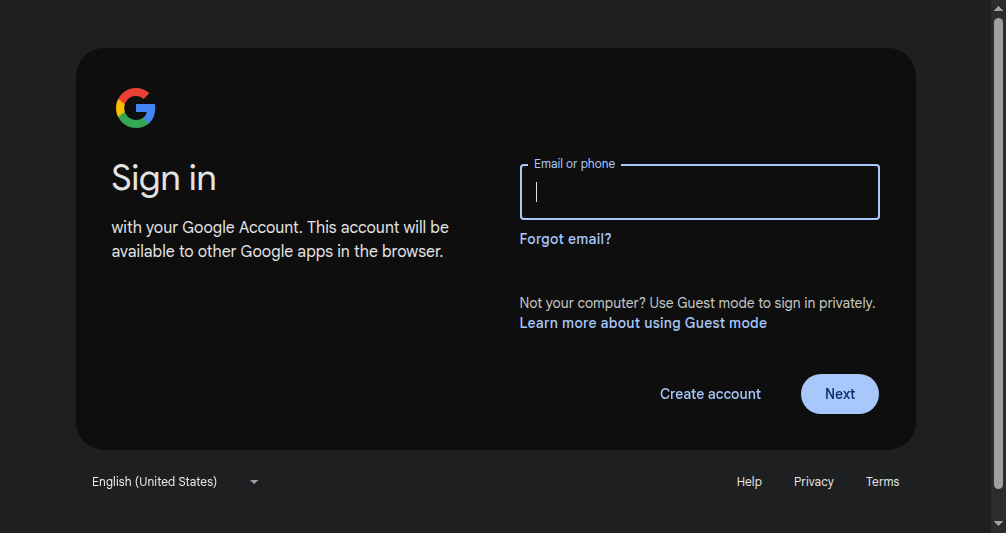 Sign in
with your Google Account. This account will be
available to other Google apps in the browser.
Email or phone
Forgot email?
Not your computer? Use Guest mode to sign in privately.
Learn more about using Guest mode
Create account
Next
English (United States)
Help
Privacy
Terms